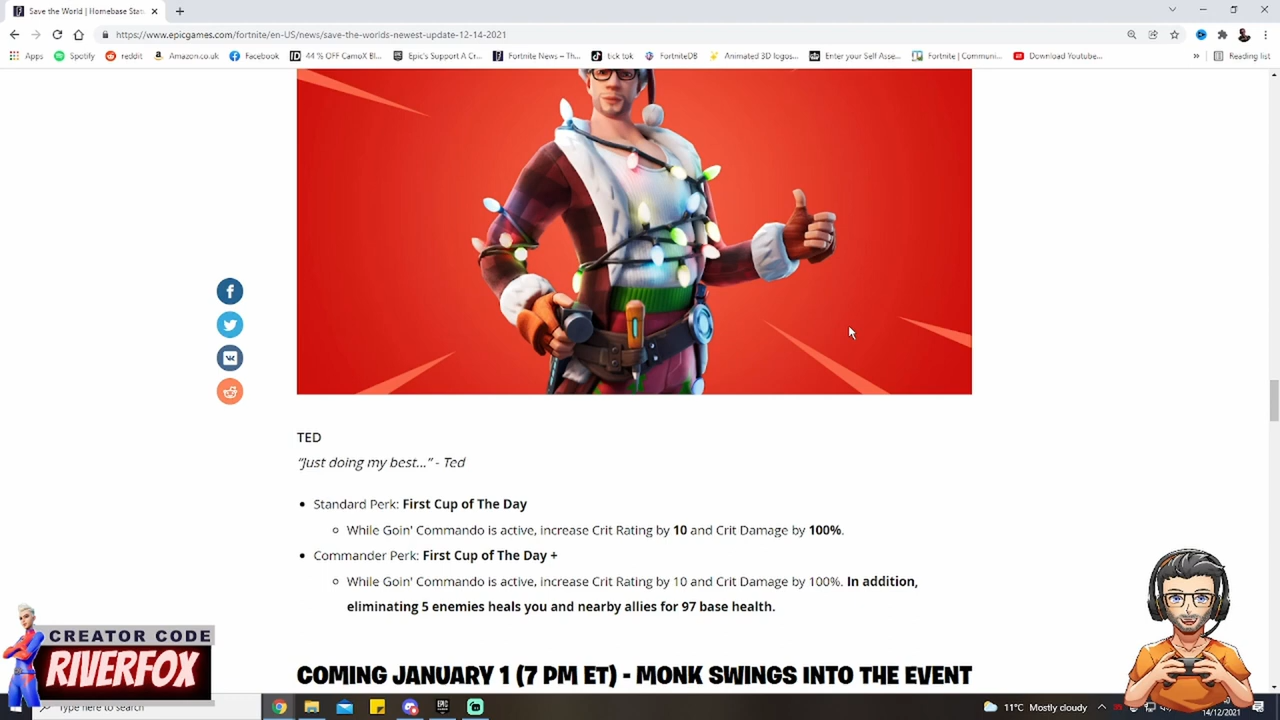 Save the World | Homebase Stat
https://www.epicgames.com/fortnite/en-US/news/save-the-worlds-newest-update-12-14-2021
Apps Spotify reddit Amazon.co.uk Facebook 44 % OFF CamoX Bl... Epic's Support A Cr... Fortnite News – Th... tick tok FortniteDB Animated 3D logos... Enter your Self Asse... Fortnite | Communi... Download Youtube... » Reading list
TED
“Just doing my best...” - Ted
Standard Perk: First Cup of The Day
While Goin' Commando is active, increase Crit Rating by 10 and Crit Damage by 100%.
Commander Perk: First Cup of The Day +
While Goin' Commando is active, increase Crit Rating by 10 and Crit Damage by 100%. In addition,
eliminating 5 enemies heals you and nearby allies for 97 base health.
COMING JANUARY 1 (7 PM ET) - MONK SWINGS INTO THE EVENT
CREATOR CODE
RIVERFOX
Type here to search
11°C Mostly cloudy
14/12/2021